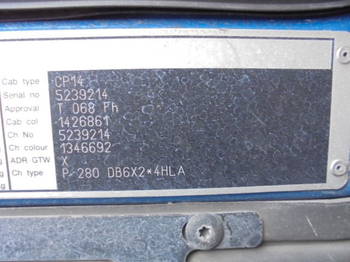 Cab type CP14
Serial no 5239214
Approval T 068 Fh
Cab col 1426861
Ch No 5239214
Ch colour 1346692
ADR GTW X
Ch type P 280 DB6X2*4HLA